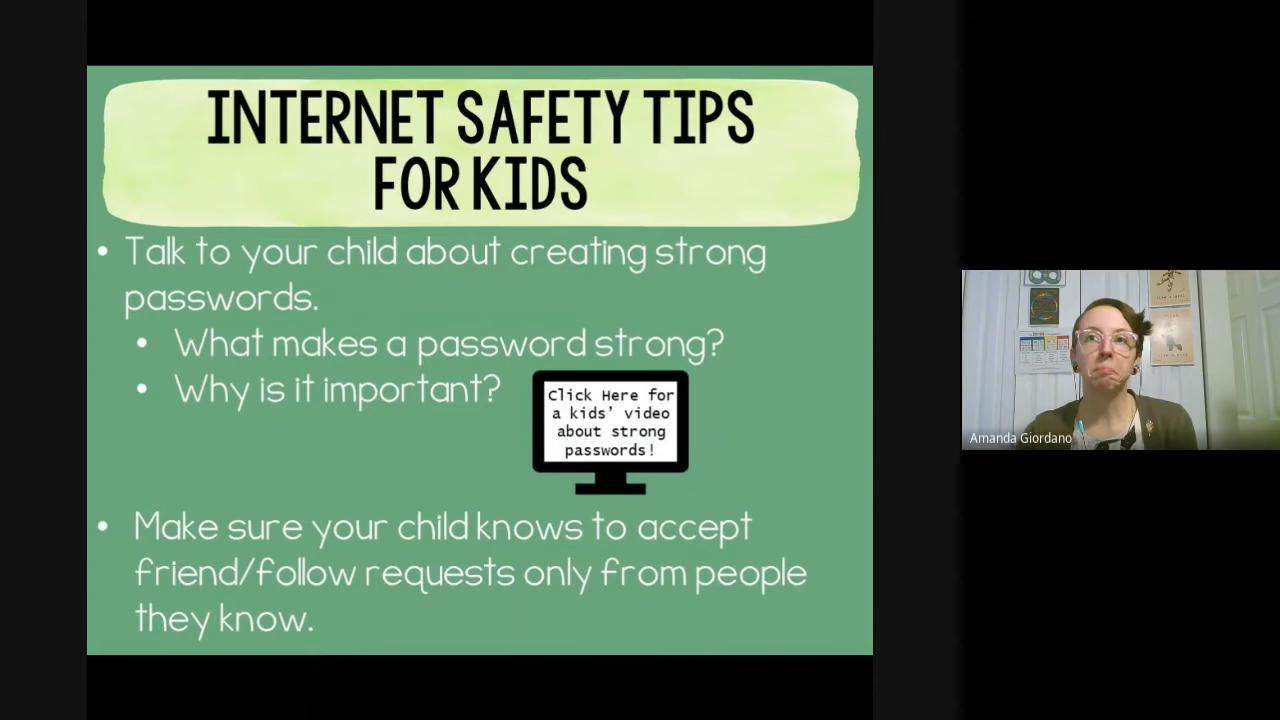 INTERNET SAFETY TIPS
FOR KIDS
• Talk to your child about creating strong
passwords.
• What makes a password strong?
• Why is it important?
Click Here for
a kids' video
about strong
passwords!
• Make sure your child knows to accept
friend/follow requests only from people
they know.
Amanda Giordano